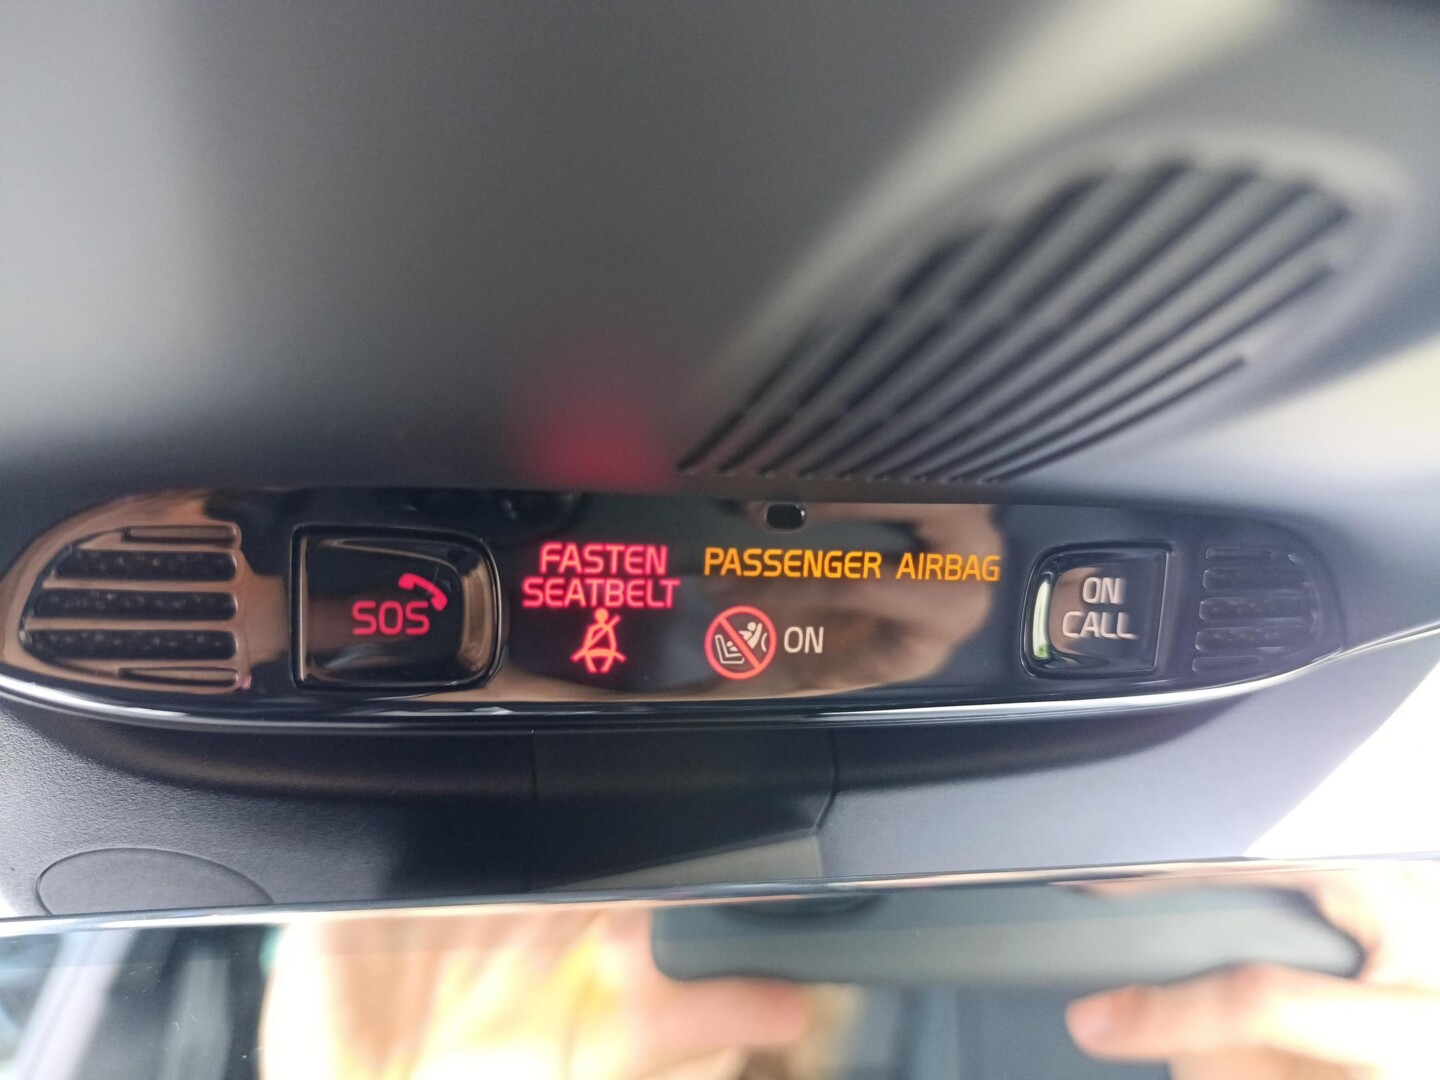 SOS
FASTEN
SEATBELT
PASSENGER AIRBAG
ON
ON
CALL